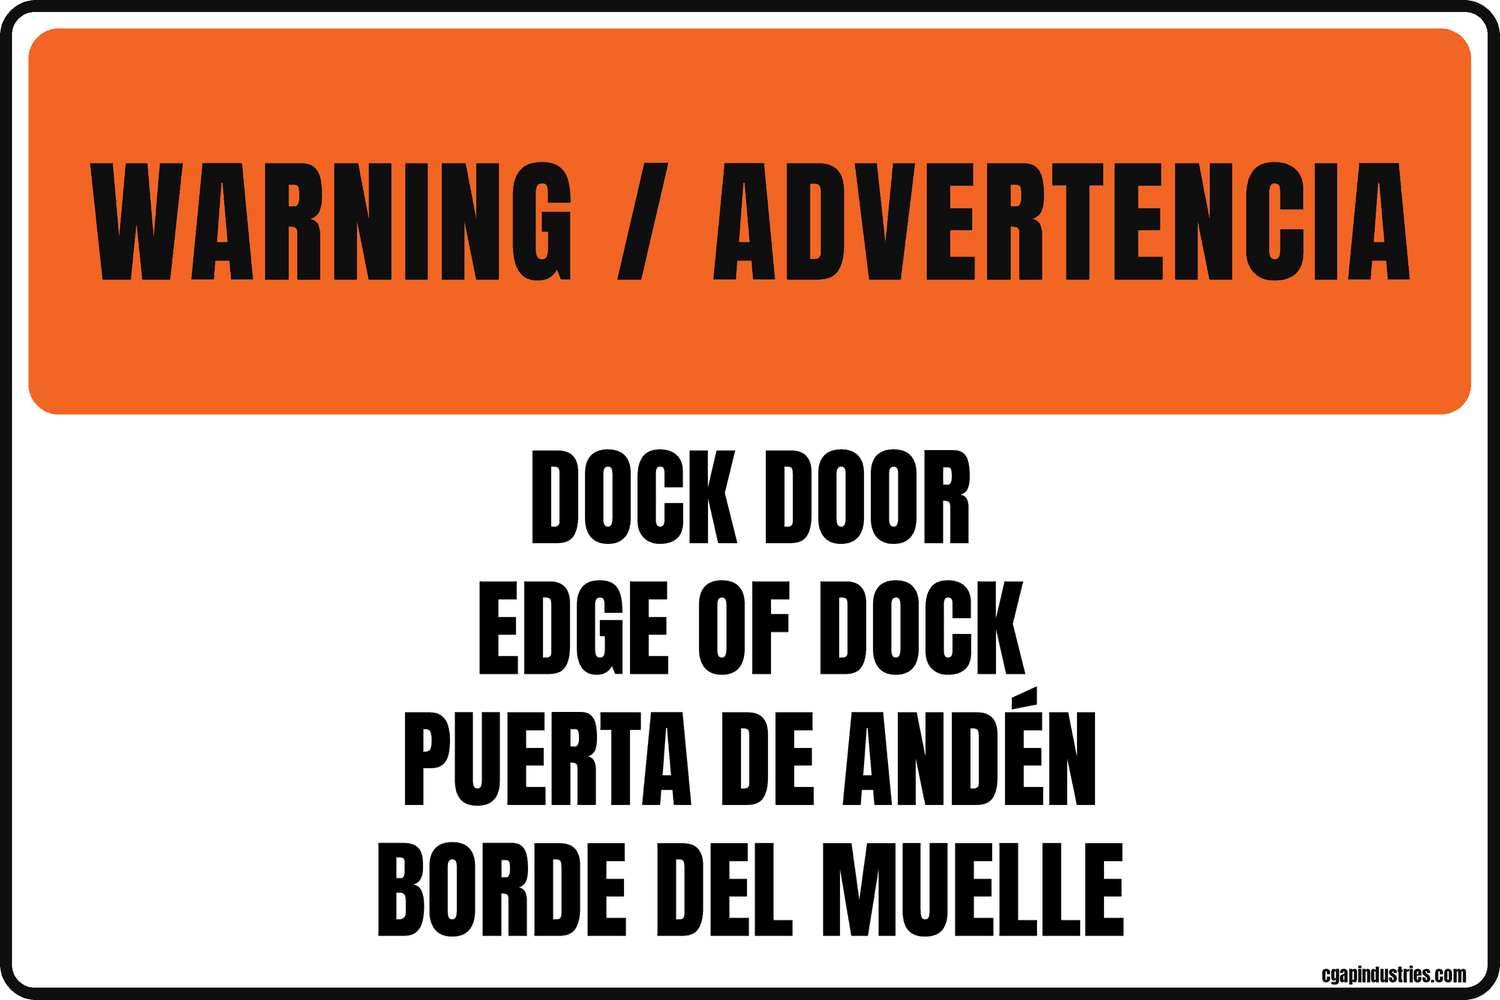 WARNING / ADVERTENCIA
DOCK DOOR
EDGE OF DOCK
PUERTA DE ANDÉN
BORDE DEL MUELLE
cgapindustries.com